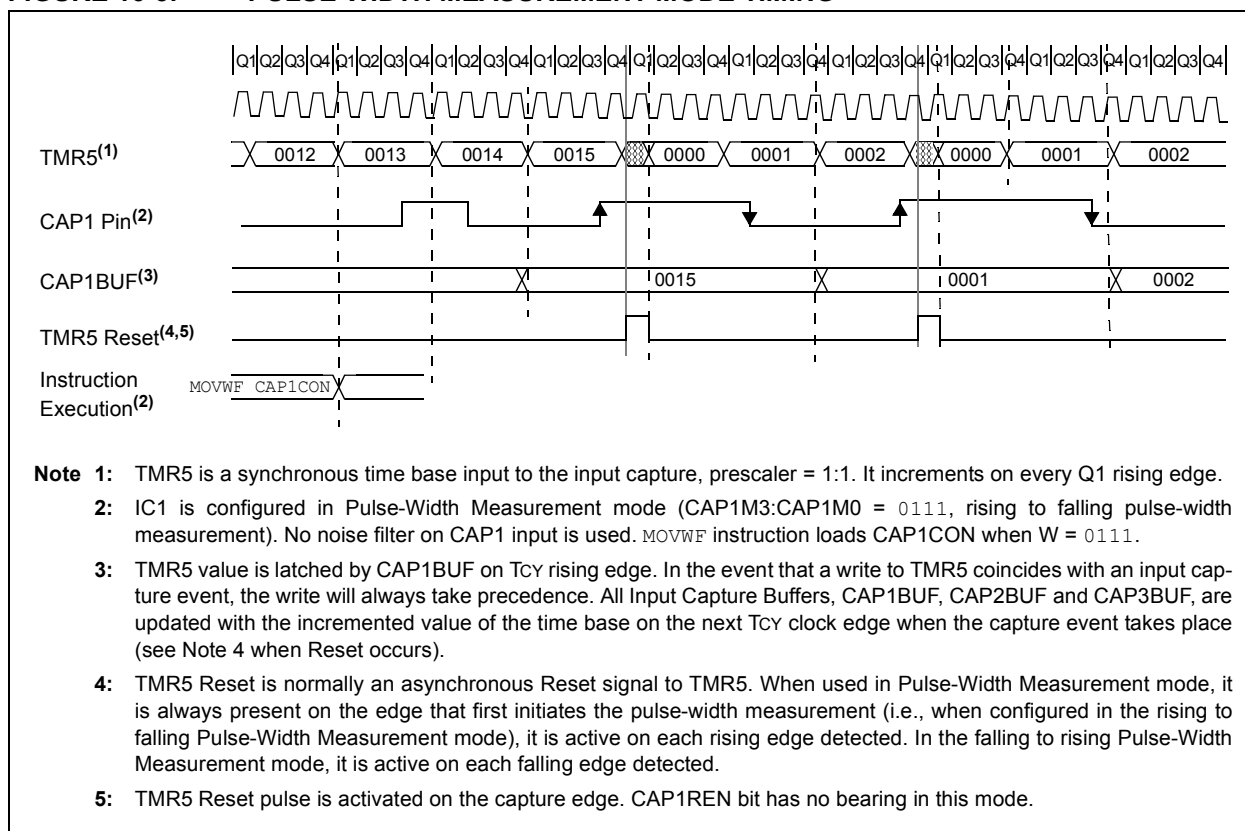 FIGURE PULSE-WIDTH MEASUREMENT MODE TIMING
Q1 Q2 Q3 Q4 Q1 Q2 Q3 Q4 Q1 Q2 Q3 Q4 Q1 Q2 Q3 Q4 Q1 Q2 Q3 Q4 Q1 Q2 Q3 Q4 Q1 Q2 Q3 Q4 Q1 Q2 Q3 Q4 Q1 Q2 Q3 Q4 Q1 Q2 Q3 Q4
TMR5(1) 0012 0013 0014 0015 0000 0001 0002 0000 0001 0002
CAP1 Pin(2)
CAP1BUF(3) 0015 0001 0002
TMR5 Reset(4,5)
Instruction
Execution(2) MOVWF CAP1CON
Note 1: TMR5 is a synchronous time base input to the input capture, prescaler = 1:1. It increments on every Q1 rising edge.
2: IC1 is configured in Pulse-Width Measurement mode (CAP1M3:CAP1M0 = 0111, rising to falling pulse-width
measurement). No noise filter on CAP1 input is used. MOVWF instruction loads CAP1CON when W = 0111.
3: TMR5 value is latched by CAP1BUF on TCY rising edge. In the event that a write to TMR5 coincides with an input cap-
ture event, the write will always take precedence. All Input Capture Buffers, CAP1BUF, CAP2BUF and CAP3BUF, are
updated with the incremented value of the time base on the next TCY clock edge when the capture event takes place
(see Note 4 when Reset occurs).
4: TMR5 Reset is normally an asynchronous Reset signal to TMR5. When used in Pulse-Width Measurement mode, it
is always present on the edge that first initiates the pulse-width measurement (i.e., when configured in the rising to
falling Pulse-Width Measurement mode), it is active on each rising edge detected. In the falling to rising Pulse-Width
Measurement mode, it is active on each falling edge detected.
5: TMR5 Reset pulse is activated on the capture edge. CAP1REN bit has no bearing in this mode.